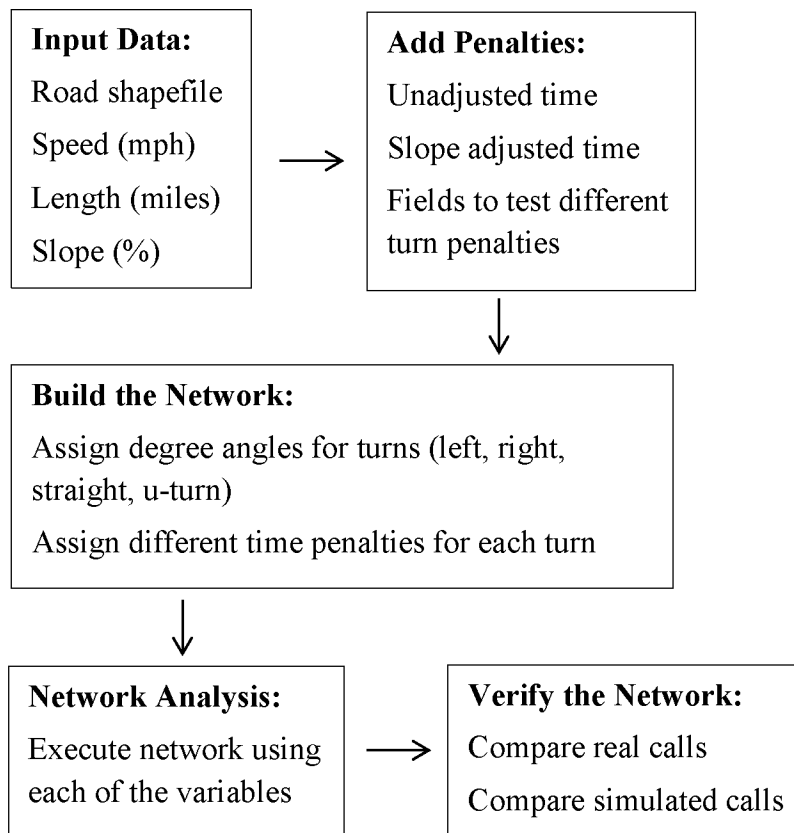 Input Data:
Road shapefile
Speed (mph)
Length (miles)
Slope (%)
Add Penalties:
Unadjusted time
Slope adjusted time
Fields to test different
turn penalties
Build the Network:
Assign degree angles for turns (left, right,
straight, u-turn)
Assign different time penalties for each turn
Network Analysis:
Execute network using
each of the variables
Verify the Network:
Compare real calls
Compare simulated calls